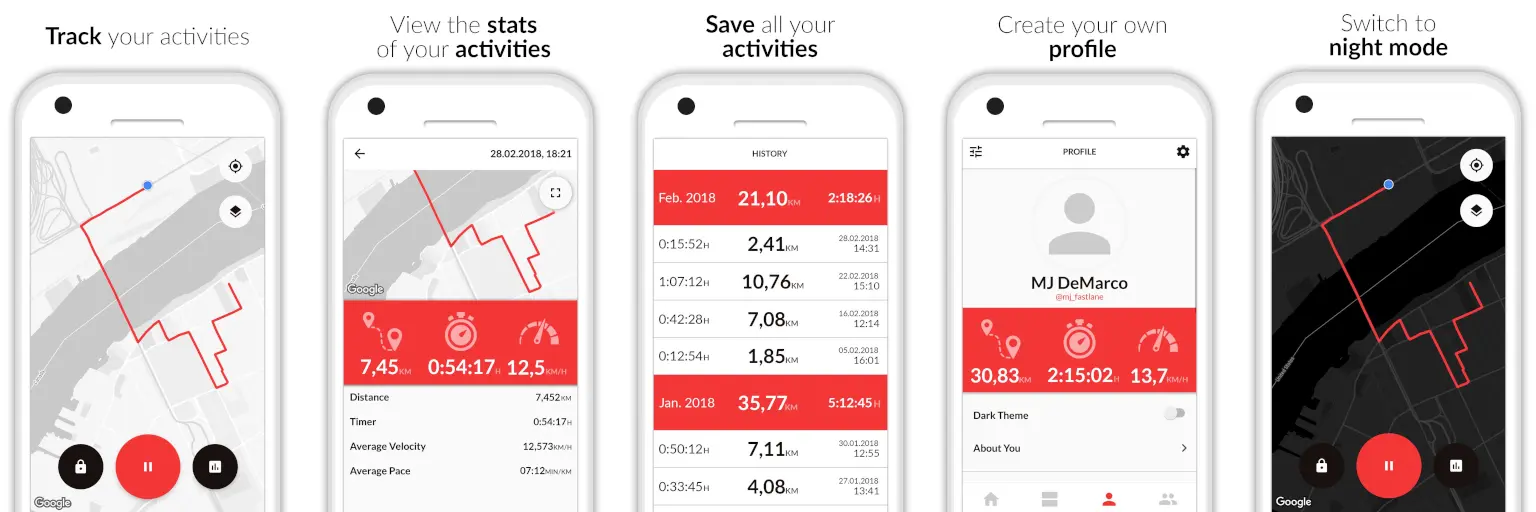 Track your activities
Google
View the stats
of your activities
28.02.2018, 18:21
Google
7,45KM 0:54:17H 12,5KM/H
Distance 7,452KM
Timer 0:54:17H
Average Velocity 12,573KM/H
Average Pace 07:12MIN/KM
Save all your
activities
HISTORY
Feb. 2018 21,10KM 2:18:26H
0:15:52H 2,41KM 28.02.2018
14:31
1:07:12H 10,76KM 22.02.2018
15:10
0:42:28H 7,08KM 16.02.2018
12:14
0:12:54H 1,85KM 05.02.2018
16:01
Jan. 2018 35,77KM 5:12:45H
0:50:12H 7,11KM 30.01.2018
12:55
0:33:45H 4,08KM 27.01.2018
13:41
Create your own
profile
PROFILE
MJ DeMarco
@mj_fastlane
30,83KM 2:15:02H 13,7KM/H
Dark Theme
About You
Switch to
night mode
Google